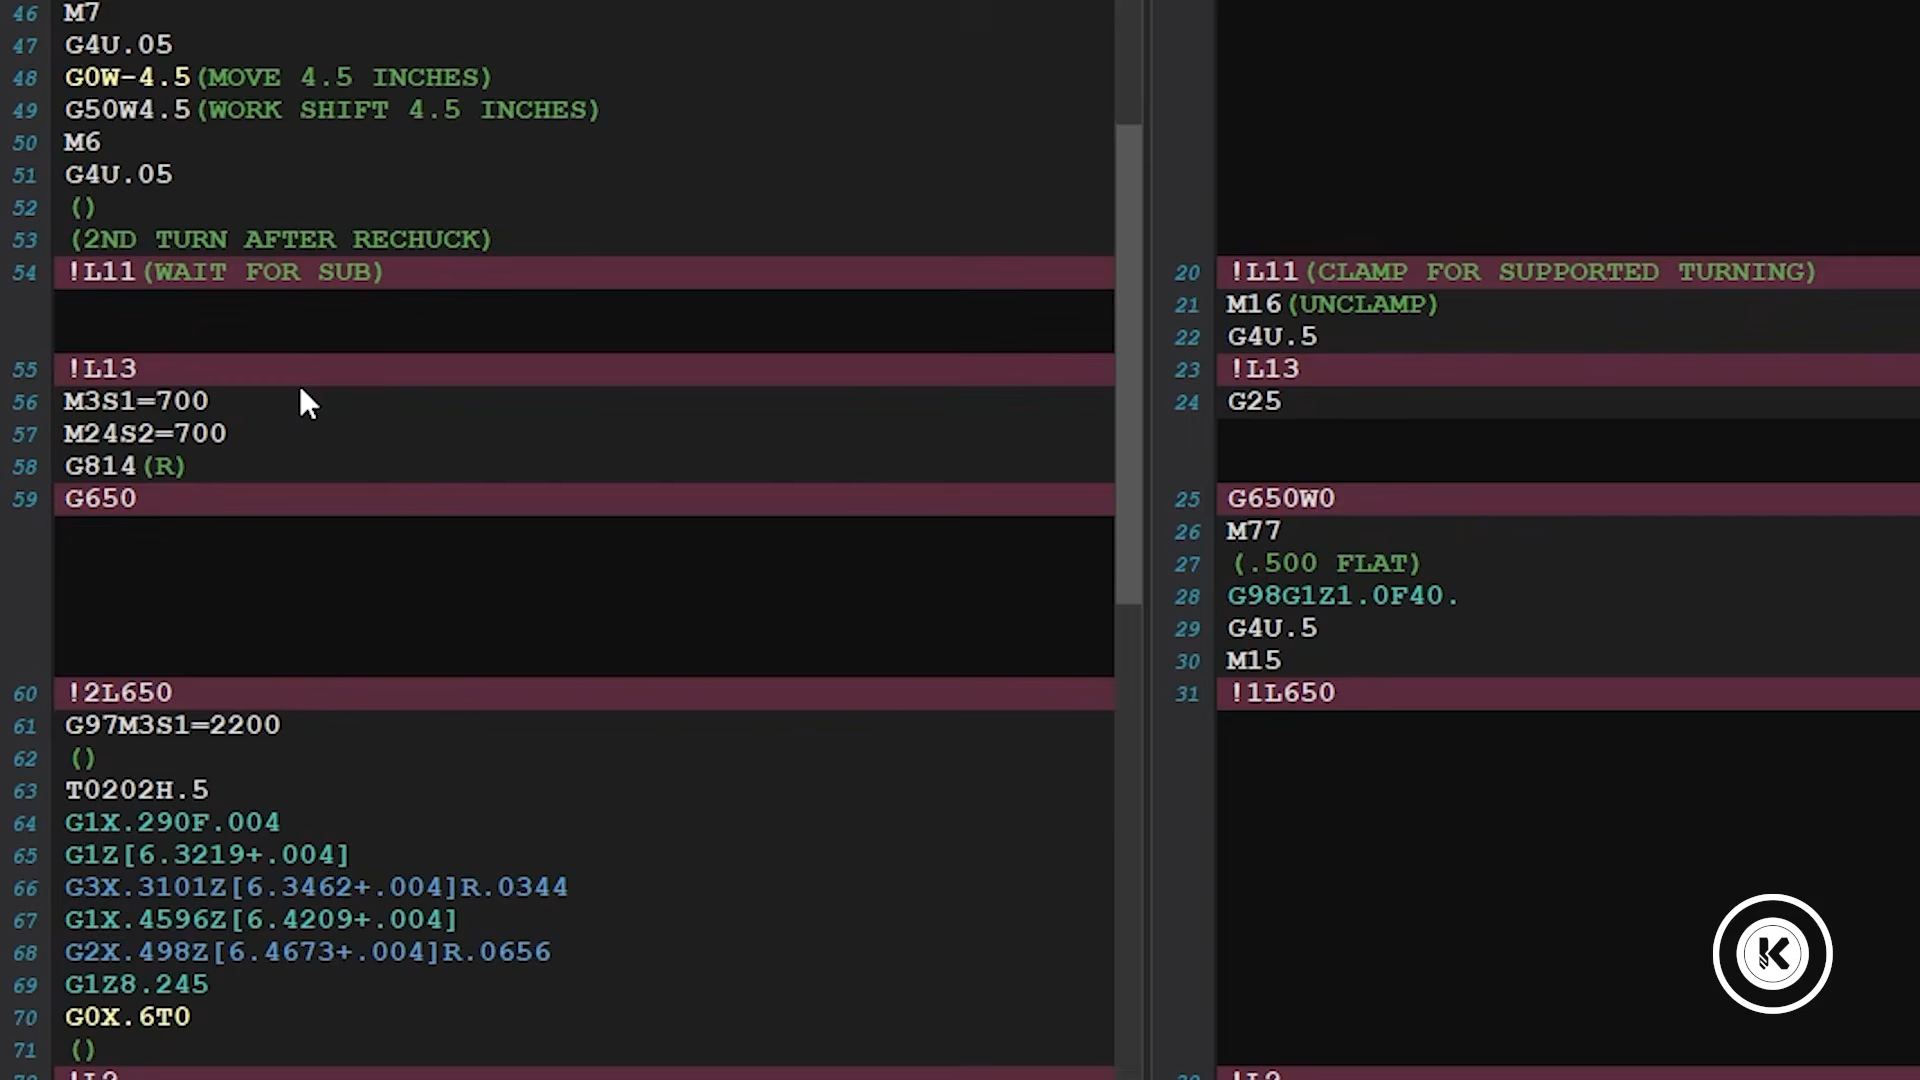 46 M7
47 G4U.05
48 G0W-4.5(MOVE 4.5 INCHES)
49 G50W4.5(WORK SHIFT 4.5 INCHES)
50 M6
51 G4U.05
52 ()
53 (2ND TURN AFTER RECHUCK)
54 !L11(WAIT FOR SUB)
55 !L13
56 M3S1=700
57 M24S2=700
58 G814(R)
59 G650
60 !2L650
61 G97M3S1=2200
62 ()
63 T0202H.5
64 G1X.290F.004
65 G1Z[6.3219+.004]
66 G3X.3101Z[6.3462+.004]R.0344
67 G1X.4596Z[6.4209+.004]
68 G2X.498Z[6.4673+.004]R.0656
69 G1Z8.245
70 G0X.6T0
71 ()
20 !L11(CLAMP FOR SUPPORTED TURNING)
21 M16(UNCLAMP)
22 G4U.5
23 !L13
24 G25
25 G650W0
26 M77
27 (.500 FLAT)
28 G98G1Z1.0F40.
29 G4U.5
30 M15
31 !1L650
K